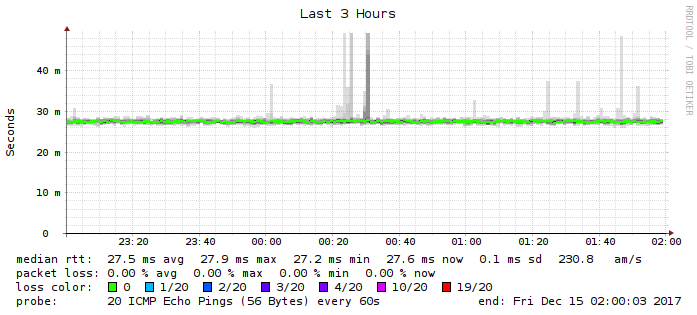 Last 3 Hours
RRDTOOL / TOBI OETIKER
Seconds
40 m
30 m
20 m
10 m
0
23:20 23:40 00:00 00:20 00:40 01:00 01:20 01:40 02:00
median rtt: 27.5 ms avg 27.9 ms max 27.2 ms min 27.6 ms now 0.1 ms sd 230.8 am/s
packet loss: 0.00 % avg 0.00 % max 0.00 % min 0.00 % now
loss color: 0 1/20 2/20 3/20 4/20 10/20 19/20
probe: 20 ICMP Echo Pings (56 Bytes) every 60s end: Fri Dec 15 02:00:03 2017